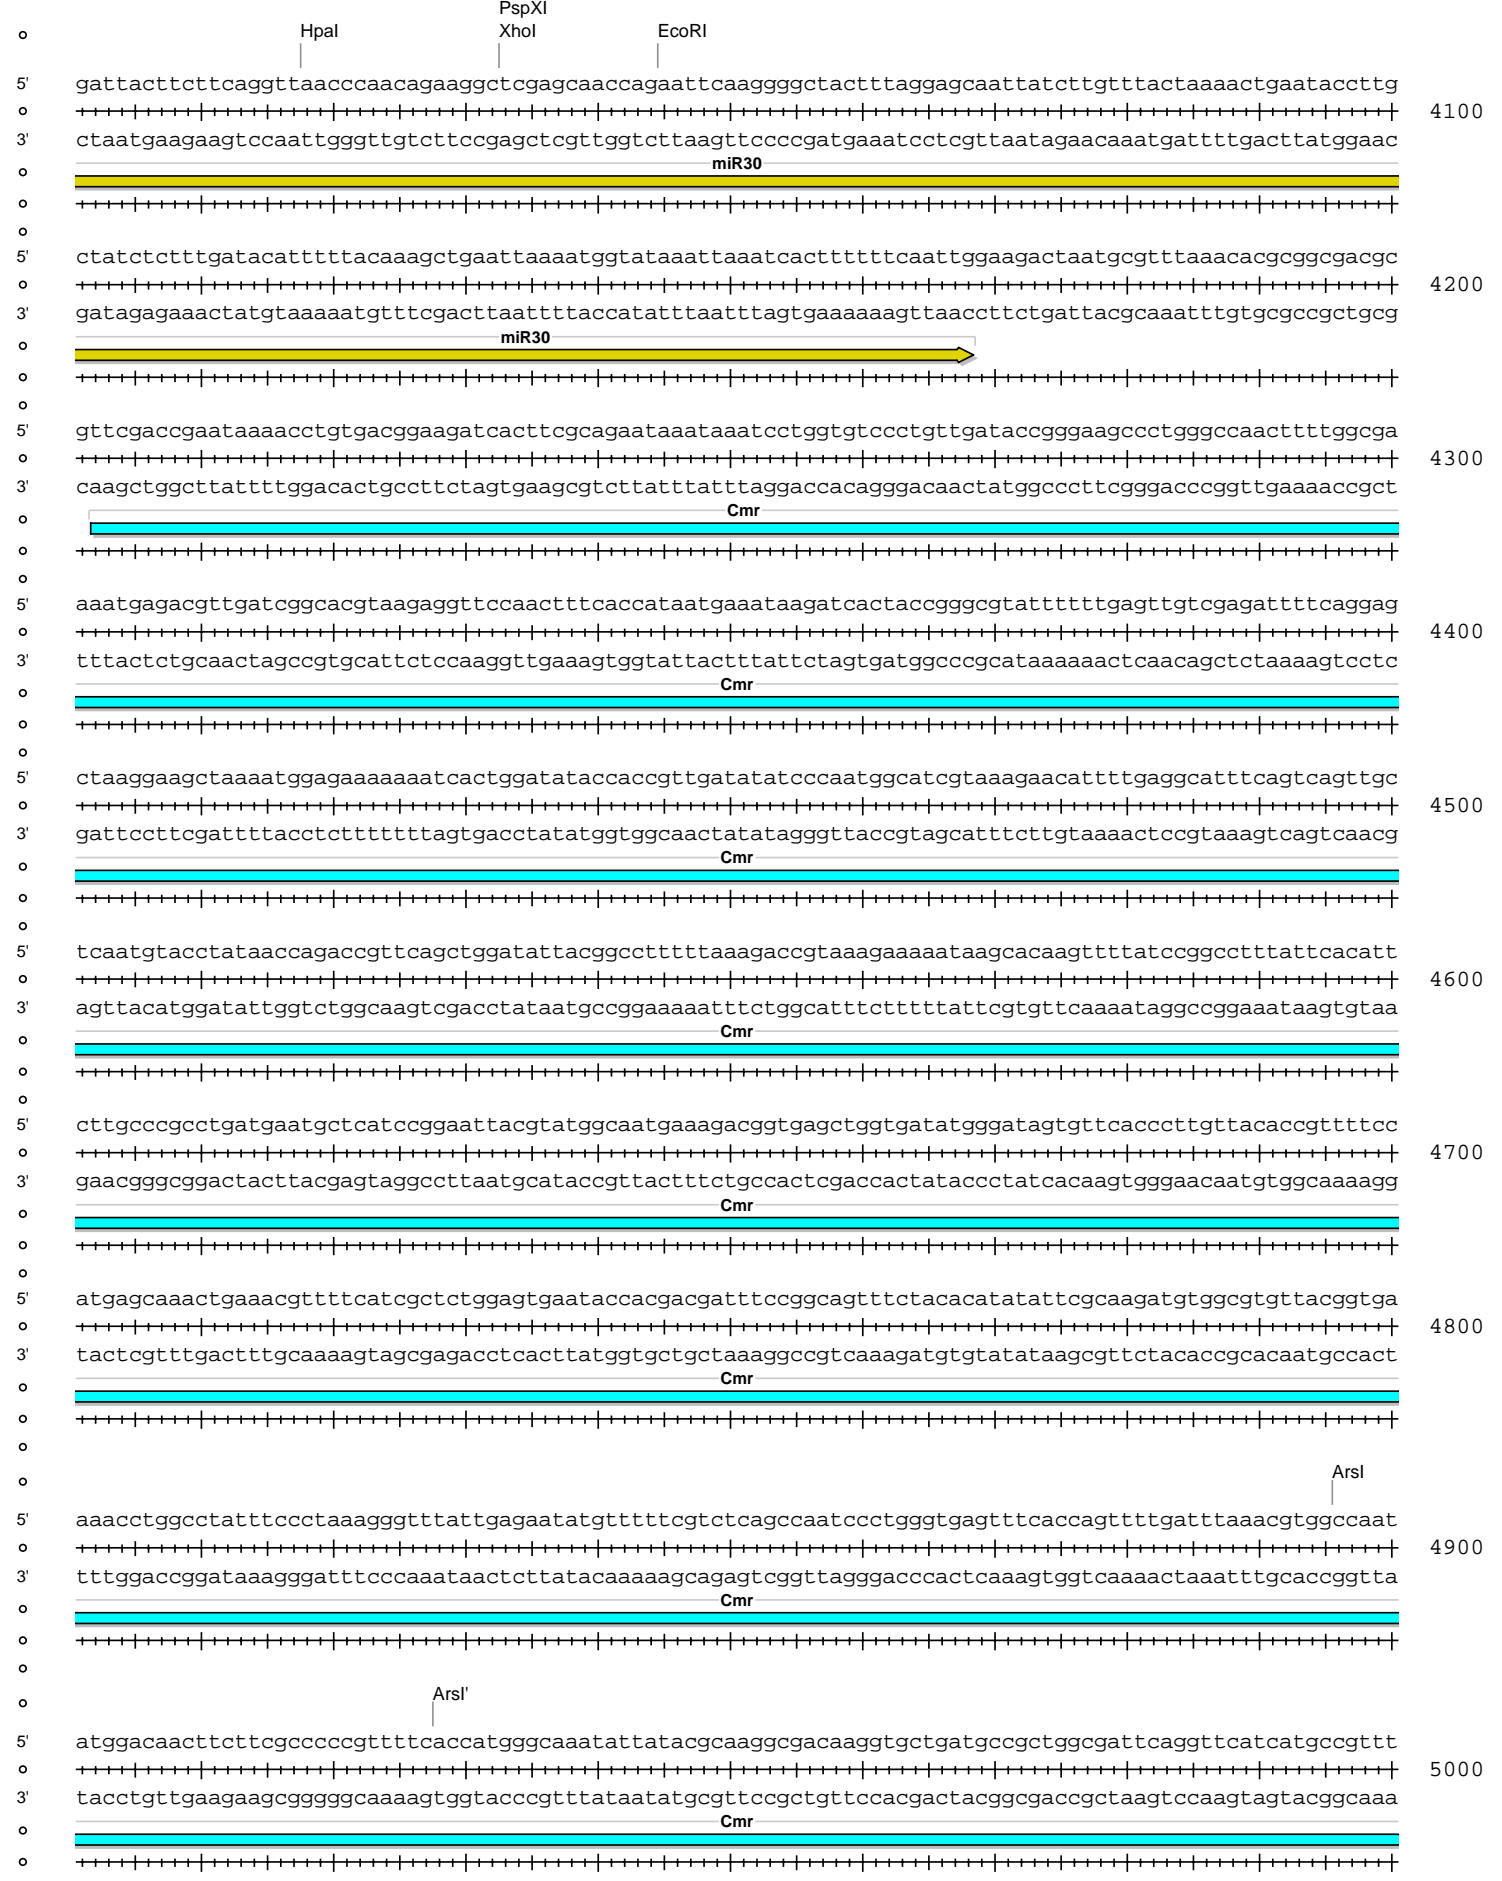 PspXI
HpaI XhoI EcoRI
5' gattacttcttcaggttaacccaacagaaggctcgagcaaccagaattcaaggggctactttaggagcaattatcttgtttactaaaactgaataccttg
4100
3' ctaatgaagaagtccaattgggttgtcttccgagctcgttggtcttaagttccccgatgaaatcctcgttaatagaacaaatgattttgacttatggaac
miR30
5' ctatctctttgatacatttttacaaagctgaattaaaatggtataaattaaatcacttttttcaattggaagactaatgcgtttaaacacgcggcgacgc
4200
3' gatagagaaactatgtaaaaatgtttcgacttaattttaccatatttaatttagtgaaaaaagttaaccttctgattacgcaaatttgtgcgccgctgcg
miR30
5' gttcgaccgaataaaacctgtgacggaagatcacttcgcagaataaataaatcctggtgtccctgttgataccgggaagccctgggccaacttttggcga
4300
3' caagctggcttattttggacactgccttctagtgaagcgtcttatttatttaggaccacagggacaactatggcccttcgggacccggttgaaaaccgct
Cmr
5' aaatgagacgttgatcggcacgtaagaggttccaactttcaccataatgaaataagatcactaccgggcgtattttttgagttgtcgagattttcaggag
4400
3' tttactctgcaactagccgtgcattctccaaggttgaaagtggtattactttattctagtgatggcccgcataaaaaactcaacagctctaaaagtcctc
Cmr
5' ctaaggaagctaaaatggagaaaaaaatcactggatataccaccgttgatatatcccaatggcatcgtaaagaacattttgaggcatttcagtcagttgc
4500
3' gattccttcgattttacctctttttttagtgacctatatggtggcaactatatagggttaccgtagcatttcttgtaaaactccgtaaagtcagtcaacg
Cmr
5' tcaatgtacctataaccagaccgttcagctggatattacggcctttttaaagaccgtaaagaaaaataagcacaagttttatccggcctttattcacatt
4600
3' agttacatggatattggtctggcaagtcgacctataatgccggaaaaatttctggcatttctttttattcgtgttcaaaataggccggaaataagtgtaa
Cmr
5' cttgcccgcctgatgaatgctcatccggaattacgtatggcaatgaaagacggtgagctggtgatatgggatagtgttcacccttgttacaccgttttcc
4700
3' gaacgggcggactacttacgagtaggccttaatgcataccgttactttctgccactcgaccactataccctatcacaagtgggaacaatgtggcaaaagg
Cmr
5' atgagcaaactgaaacgttttcatcgctctggagtgaataccacgacgatttccggcagtttctacacatatattcgcaagatgtggcgtgttacggtga
4800
3' tactcgtttgactttgcaaaagtagcgagacctcacttatggtgctgctaaaggccgtcaaagatgtgtatataagcgttctacaccgcacaatgccact
Cmr
ArsI
5' aaacctggcctatttccctaaagggtttattgagaatatgtttttcgtctcagccaatccctgggtgagtttcaccagttttgatttaaacgtggccaat
4900
3' tttggaccggataaagggatttcccaaataactcttatacaaaaagcagagtcggttagggacccactcaaagtggtcaaaactaaatttgcaccggtta
Cmr
ArsI'
5' atggacaacttcttcgcccccgttttcaccatgggcaaatattatacgcaaggcgacaaggtgctgatgccgctggcgattcaggttcatcatgccgttt
5000
3' tacctgttgaagaagcgggggcaaaagtggtacccgtttataatatgcgttccgctgttccacgactacggcgaccgctaagtccaagtagtacggcaaa
Cmr